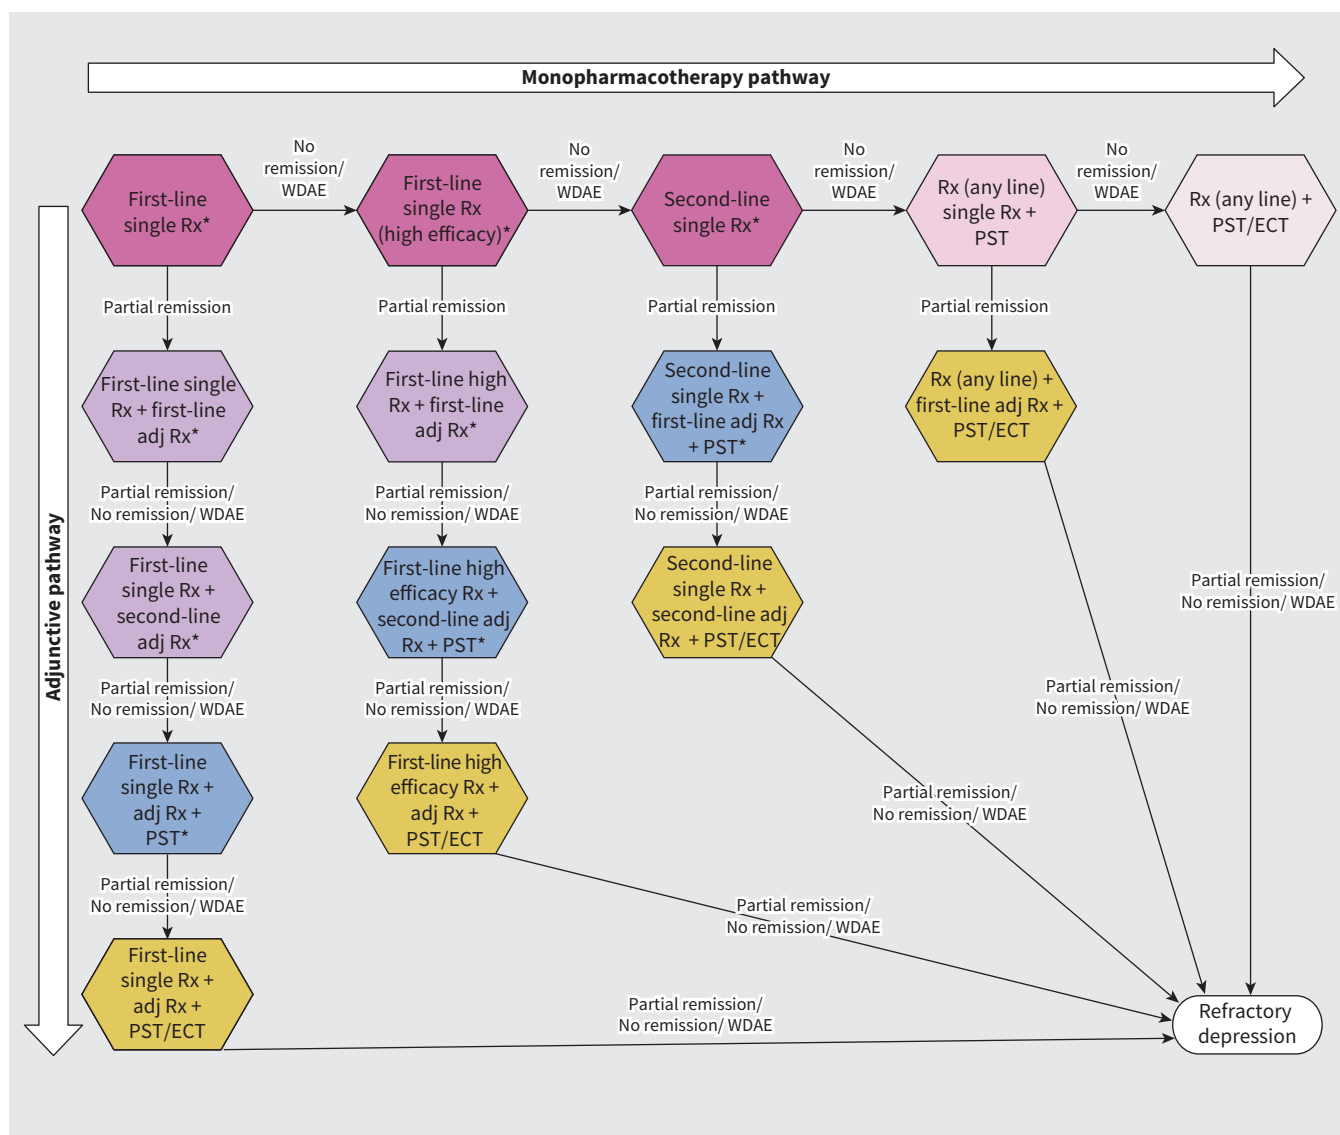 Monopharmacotherapy pathway
Adjunctive pathway
First-line
single Rx*
No
remission/
WDAE
First-line
single Rx
(high efficacy)*
No
remission/
WDAE
Second-line
single Rx*
No
remission/
WDAE
Rx (any line)
single Rx +
PST
No
remission/
WDAE
Rx (any line) +
PST/ECT
Partial remission
Partial remission
Partial remission
Partial remission
First-line single
Rx + first-line
adj Rx*
First-line high
Rx + first-line
adj Rx*
Second-line
single Rx +
first-line adj Rx
+ PST*
Rx (any line) +
first-line adj Rx +
PST/ECT
Partial remission/
No remission/ WDAE
Partial remission/
No remission/ WDAE
Partial remission/
No remission/ WDAE
First-line
single Rx +
second-line
adj Rx*
First-line high
efficacy Rx +
second-line adj
Rx + PST*
Second-line
single Rx +
second-line adj
Rx + PST/ECT
Partial remission/
No remission/ WDAE
Partial remission/
No remission/ WDAE
Partial remission/
No remission/ WDAE
Partial remission/
No remission/ WDAE
First-line
single Rx +
adj Rx +
PST*
First-line high
efficacy Rx +
adj Rx +
PST/ECT
Partial remission/
No remission/ WDAE
Partial remission/
No remission/ WDAE
Partial remission/
No remission/ WDAE
First-line
single Rx +
adj Rx +
PST/ECT
Partial remission/
No remission/ WDAE
Refractory
depression